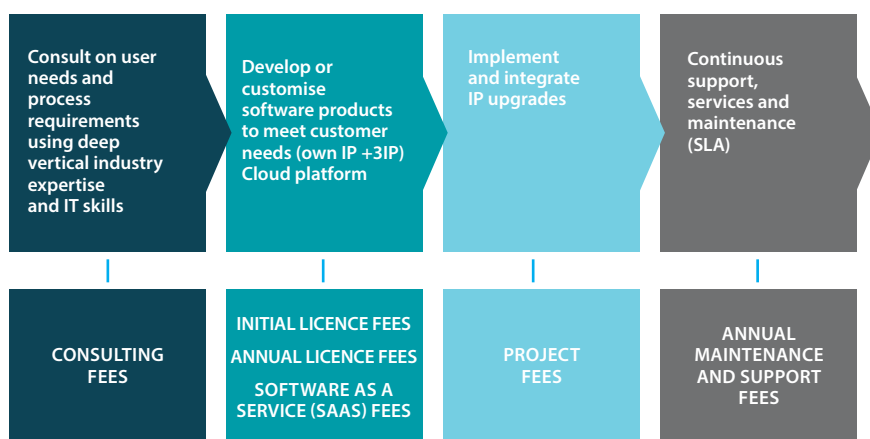 Consult on user
needs and
process
requirements
using deep
vertical industry
expertise
and IT skills
Develop or
customise
software products
to meet customer
needs (own IP +3IP)
Cloud platform
Implement
and integrate
IP upgrades
Continuous
support,
services and
maintenance
(SLA)
CONSULTING
FEES
INITIAL LICENCE FEES
ANNUAL LICENCE FEES
SOFTWARE AS A
SERVICE (SAAS) FEES
PROJECT
FEES
ANNUAL
MAINTENANCE
AND SUPPORT
FEES